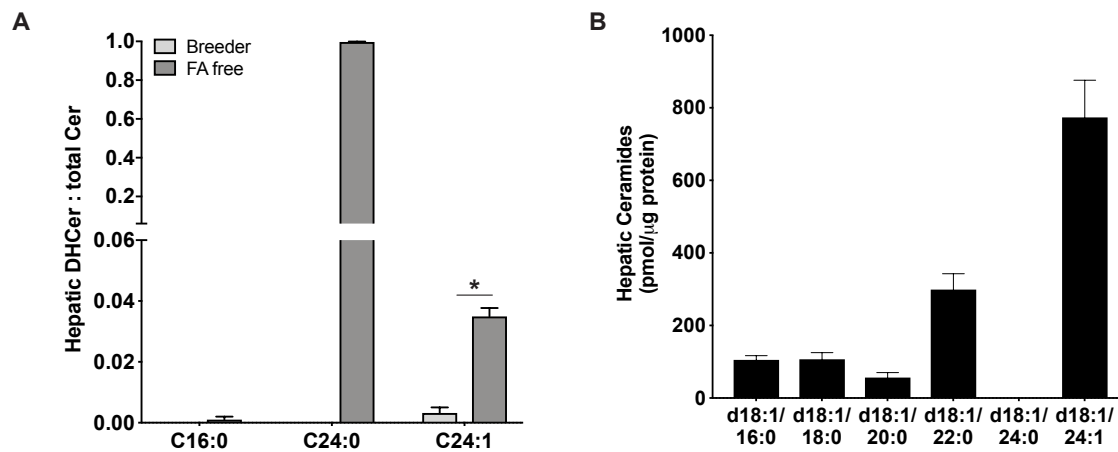 A
Hepatic DHCer : total Cer
1.0
0.8
0.6
0.4
0.2
0.06
0.04
0.02
0.00
Breeder
FA free
*
C16:0
C24:0
C24:1
B
Hepatic Ceramides
(pmol/μg protein)
1000
800
600
400
200
0
d18:1/
16:0
d18:1/
18:0
d18:1/
20:0
d18:1/
22:0
d18:1/
24:0
d18:1/
24:1